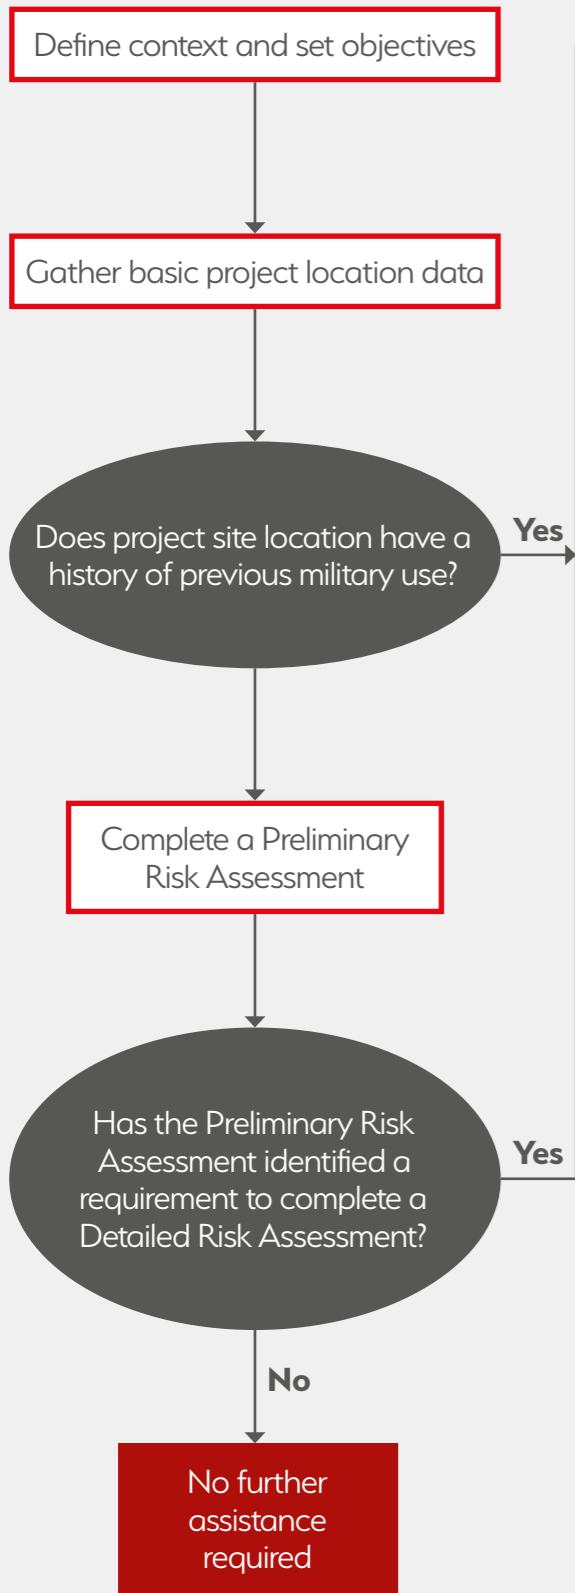 Define context and set objectives
Gather basic project location data
Does project site location have a
history of previous military use?
Yes
Complete a Preliminary
Risk Assessment
Has the Preliminary Risk
Assessment identified a
requirement to complete a
Detailed Risk Assessment?
Yes
No
No further
assistance
required